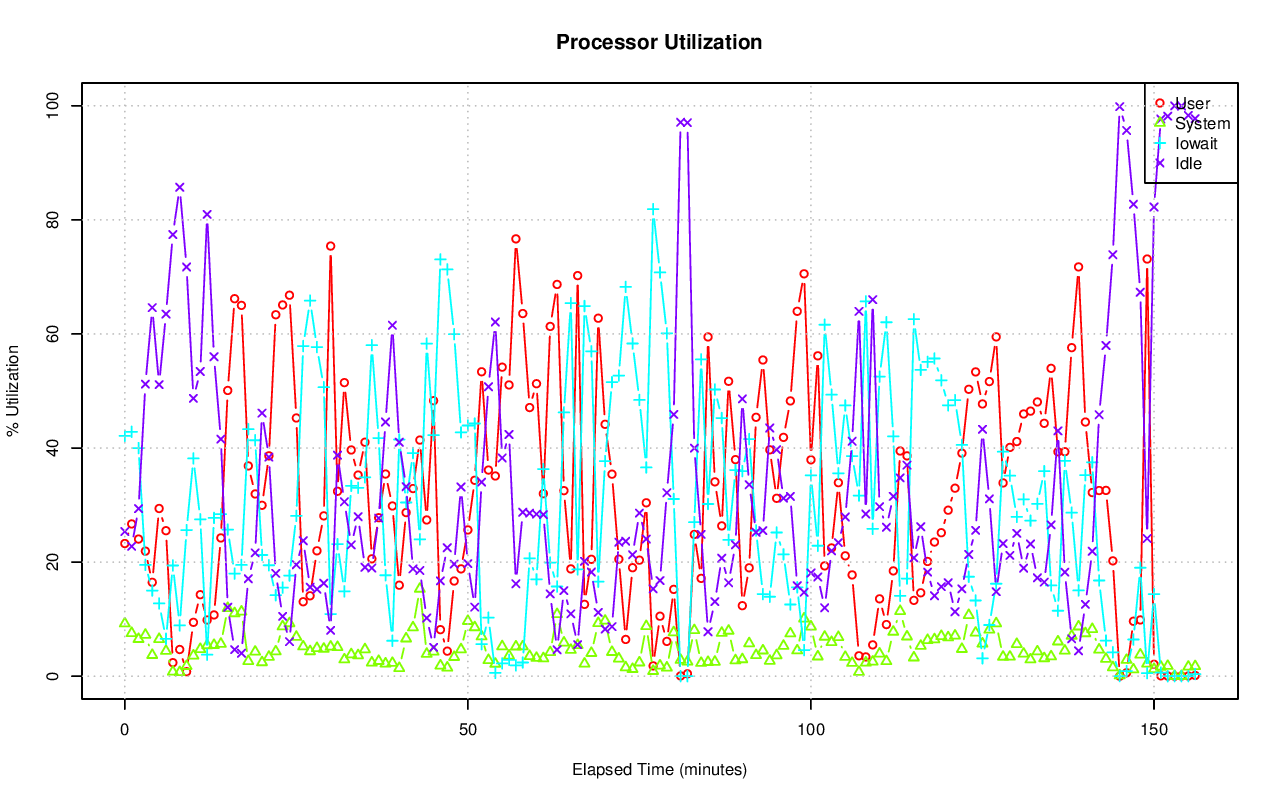 Processor Utilization
100
80
60
40
20
0
% Utilization
User
System
Iowait
Idle
0 50 100 150
Elapsed Time (minutes)